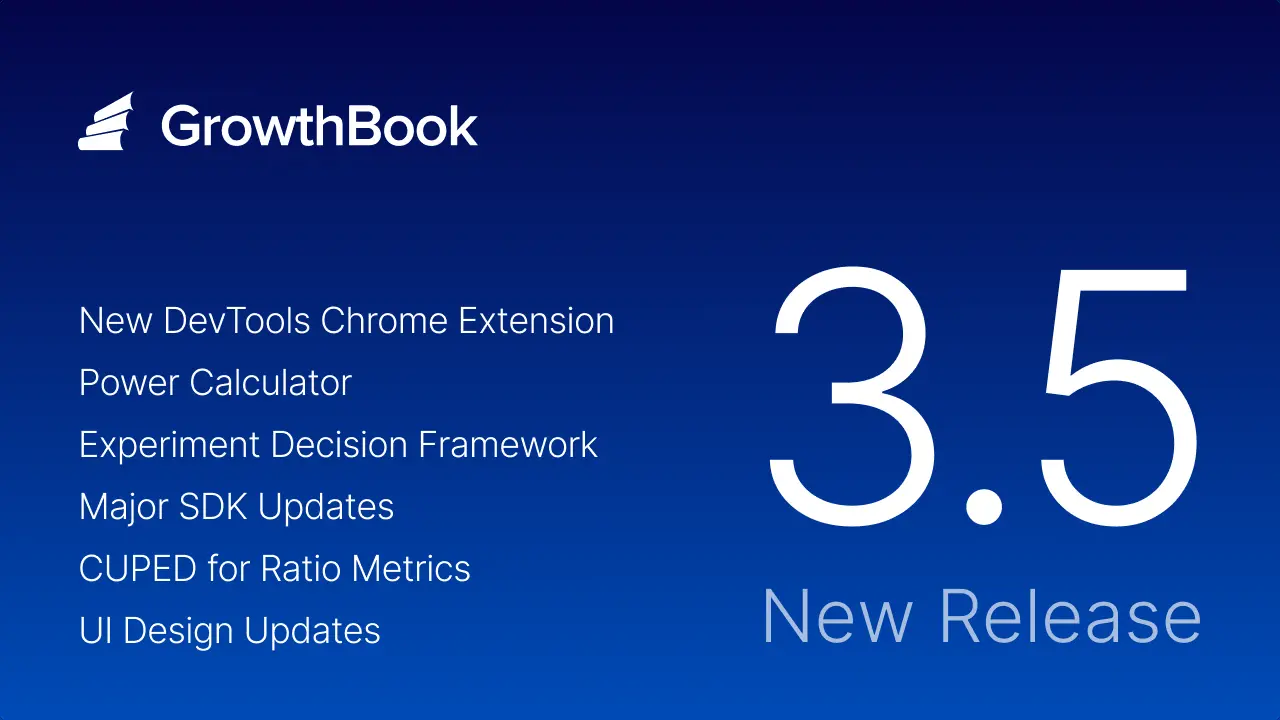 GrowthBook
New DevTools Chrome Extension
Power Calculator
Experiment Decision Framework
Major SDK Updates
CUPED for Ratio Metrics
UI Design Updates
3.5
New Release